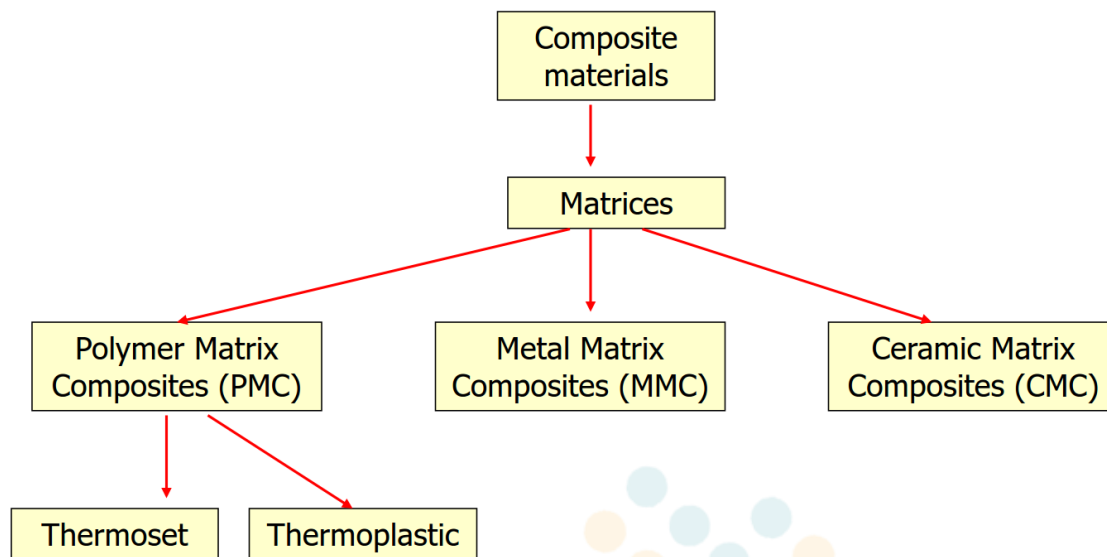 Composite
materials
Matrices
Polymer Matrix
Composites (PMC)
Metal Matrix
Composites (MMC)
Ceramic Matrix
Composites (CMC)
Thermoset
Thermoplastic